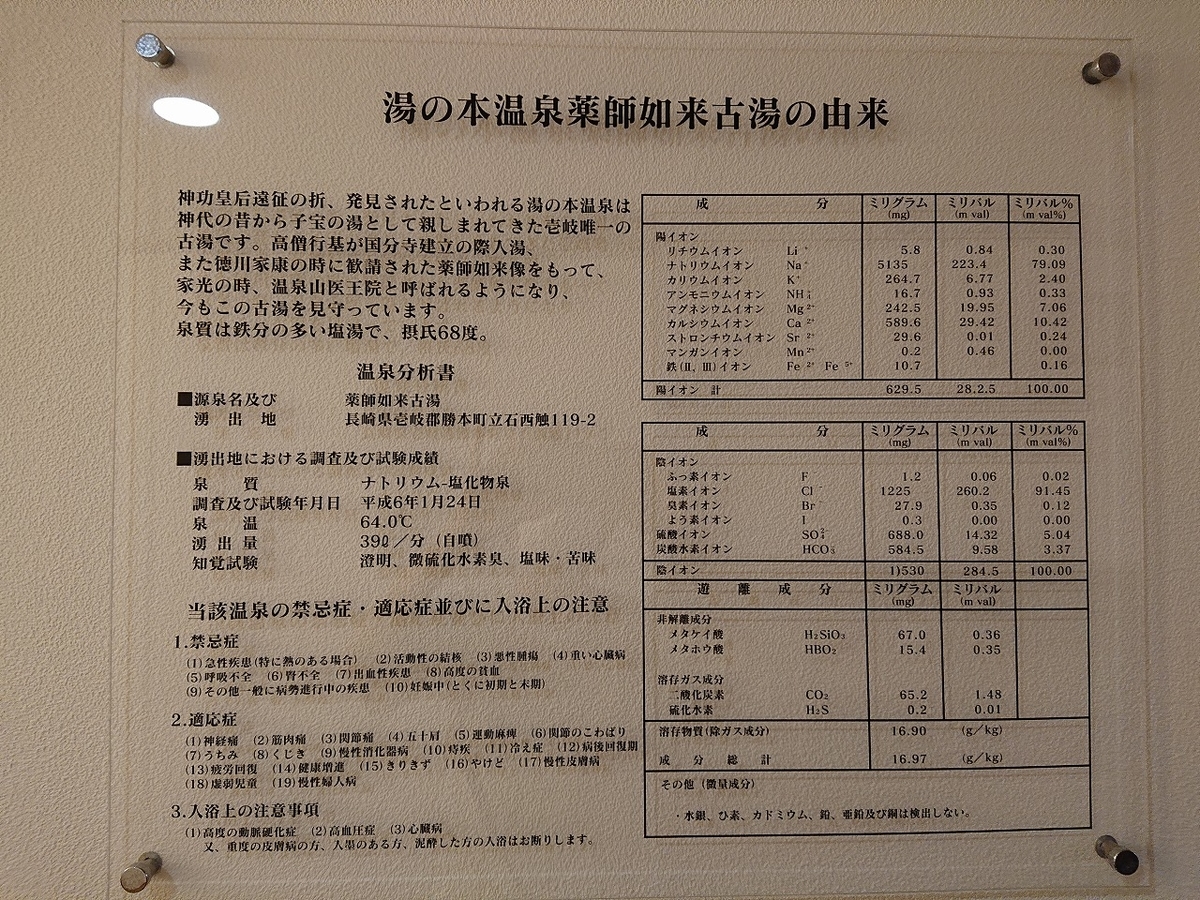 湯の本温泉薬師如来古湯の由来
神功皇后遠征の折、発見されたといわれる湯の本温泉は
神代の昔から子宝の湯として親しまれてきた壱岐唯一の
古湯です。高僧行基が国分寺建立の際入湯、
また徳川家康の時に歓請された薬師如来像をもって、
家光の時、温泉山医王院と呼ばれるようになり、
今もこの古湯を見守っています。
泉質は鉄分の多い塩湯で、摂氏68度。
温泉分析書
■源泉名及び 薬師如来古湯
湧出地 長崎県壱岐郡勝本町立石西触119-2
■湧出地における調査及び試験成績
泉質 ナトリウム-塩化物泉
調査及び試験年月日 平成6年1月24日
泉温 64.0℃
湧出量 39ℓ／分（自噴）
知覚試験 澄明、微硫化水素臭、塩味・苦味
当該温泉の禁忌症・適応症並びに入浴上の注意
1.禁忌症
(1)急性疾患(特に熱のある場合) (2)活動性の結核 (3)悪性腫瘍 (4)重い心臓病
(5)呼吸不全 (6)腎不全 (7)出血性疾患 (8)高度の貧血
(9)その他一般に病勢進行中の疾患 (10)妊娠中(とくに初期と末期)
2.適応症
(1)神経痛 (2)筋肉痛 (3)関節痛 (4)五十肩 (5)運動麻痺 (6)関節のこわばり
(7)うちみ (8)くじき (9)慢性消化器病 (10)痔疾 (11)冷え症 (12)病後回復期
(13)疲労回復 (14)健康増進 (15)きりきず (16)やけど (17)慢性皮膚病
(18)虚弱児童 (19)慢性婦人病
3.入浴上の注意事項
(1)高度の動脈硬化症 (2)高血圧症 (3)心臓病
又、重度の皮膚病の方、入墨のある方、泥酔した方の入浴はお断りします。
成分 ミリグラム(mg) ミリバル(m val) ミリバル%(m val%)
陽イオン
リチウムイオン Li⁺ 5.8 0.84 0.30
ナトリウムイオン Na⁺ 5135 223.4 79.09
カリウムイオン K⁺ 264.7 6.77 2.40
アンモニウムイオン NH₄⁺ 16.7 0.93 0.33
マグネシウムイオン Mg²⁺ 242.5 19.95 7.06
カルシウムイオン Ca²⁺ 589.6 29.42 10.42
ストロンチウムイオン Sr²⁺ 29.6 0.01 0.24
マンガンイオン Mn²⁺ 0.2 0.46 0.00
鉄(II, III)イオン Fe²⁺ Fe³⁺ 10.7 0.16
陽イオン 計 629.5 28.2.5 100.00
成分 ミリグラム(mg) ミリバル(m val) ミリバル%(m val%)
陰イオン
ふっ素イオン F⁻ 1.2 0.06 0.02
塩素イオン Cl⁻ 1225 260.2 91.45
臭素イオン Br⁻ 27.9 0.35 0.12
よう素イオン I⁻ 0.3 0.00 0.00
硫酸イオン SO₄²⁻ 688.0 14.32 5.04
炭酸水素イオン HCO₃⁻ 584.5 9.58 3.37
陰イオン 1)530 284.5 100.00
遊離成分 ミリグラム(mg) ミリバル(m val)
非解離成分
メタケイ酸 H₂SiO₃ 67.0 0.36
メタホウ酸 HBO₂ 15.4 0.35
溶存ガス成分
二酸化炭素 CO₂ 65.2 1.48
硫化水素 H₂S 0.2 0.01
溶存物質(除ガス成分) 16.90 (g／kg)
成分総計 16.97 (g／kg)
その他（微量成分）
・水銀、ひ素、カドミウム、鉛、亜鉛及び銅は検出しない。